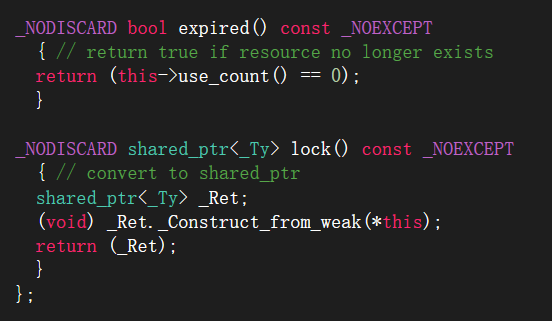 _NODISCARD bool expired() const _NOEXCEPT
{ // return true if resource no longer exists
return (this->use_count() == 0);
}
_NODISCARD shared_ptr<_Ty> lock() const _NOEXCEPT
{ // convert to shared_ptr
shared_ptr<_Ty> _Ret;
(void) _Ret._Construct_from_weak(*this);
return (_Ret);
}
};